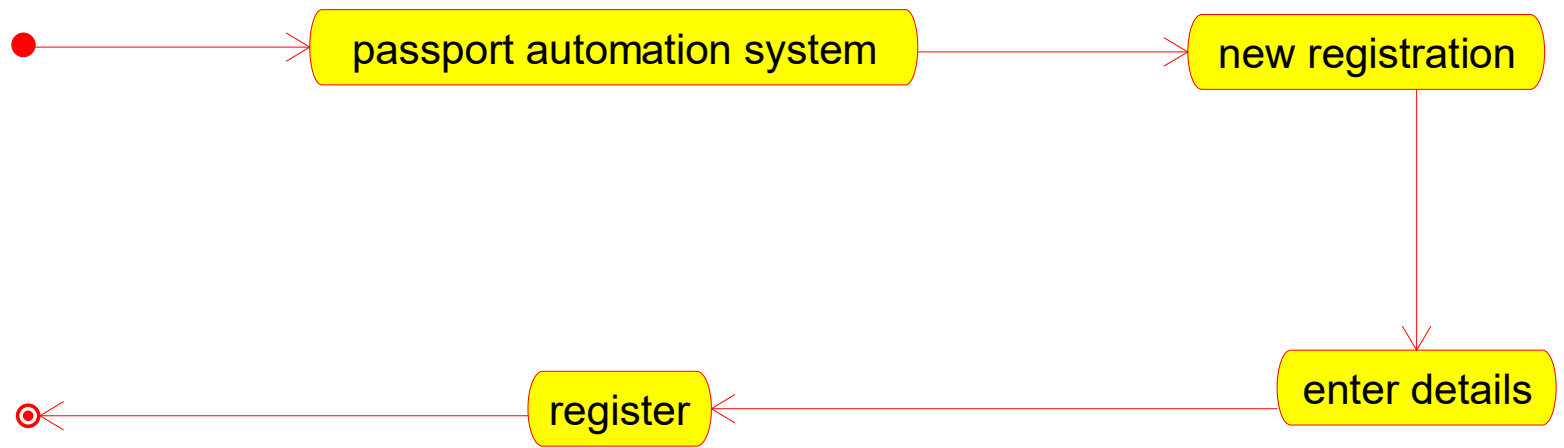 passport automation system
new registration
enter details
register